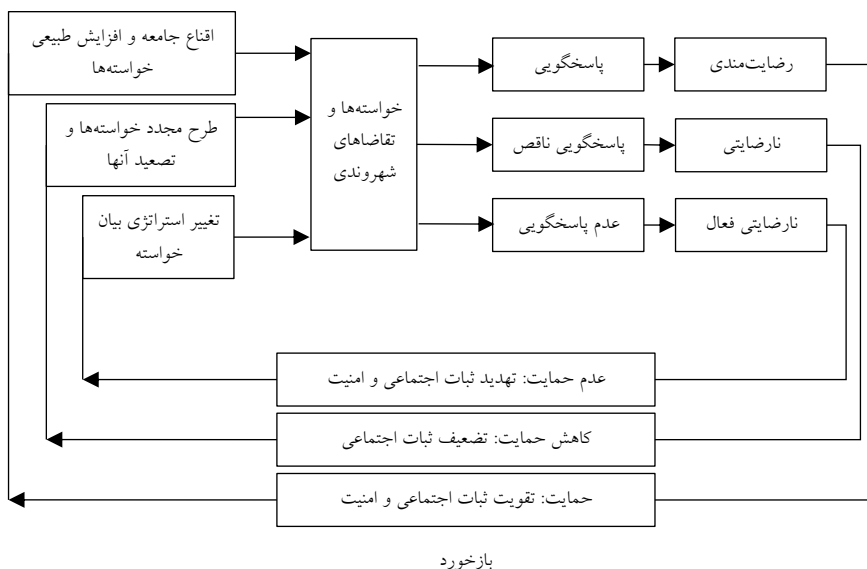 اقناع جامعه و افزایش طبیعی
خواسته‌ها
طرح مجدد خواسته‌ها و
تصعید آنها
تغییر استراتژی بیان
خواسته
خواسته‌ها و
تقاضاهای
شهروندی
پاسخگویی
رضایت‌مندی
پاسخگویی ناقص
نارضایتی
عدم پاسخگویی
نارضایتی فعال
عدم حمایت: تهدید ثبات اجتماعی و امنیت
کاهش حمایت: تضعیف ثبات اجتماعی
حمایت: تقویت ثبات اجتماعی و امنیت
بازخورد